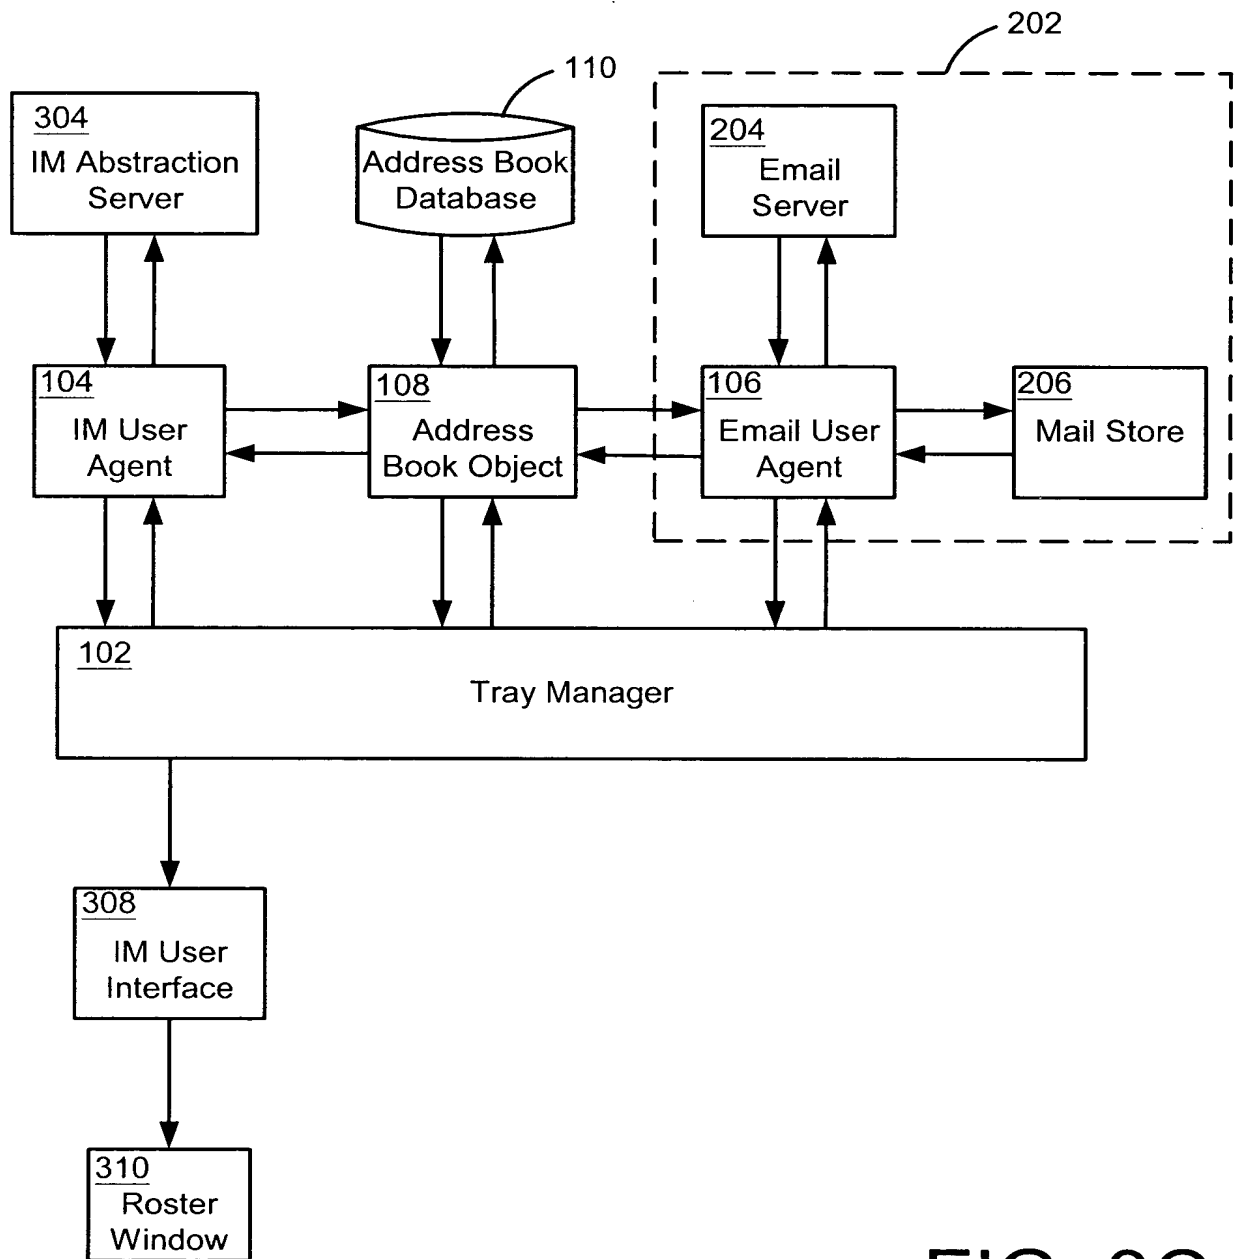 202
110
304
IM Abstraction
Server
Address Book
Database
204
Email
Server
104
IM User
Agent
108
Address
Book Object
106
Email User
Agent
206
Mail Store
102
Tray Manager
308
IM User
Interface
310
Roster
Window